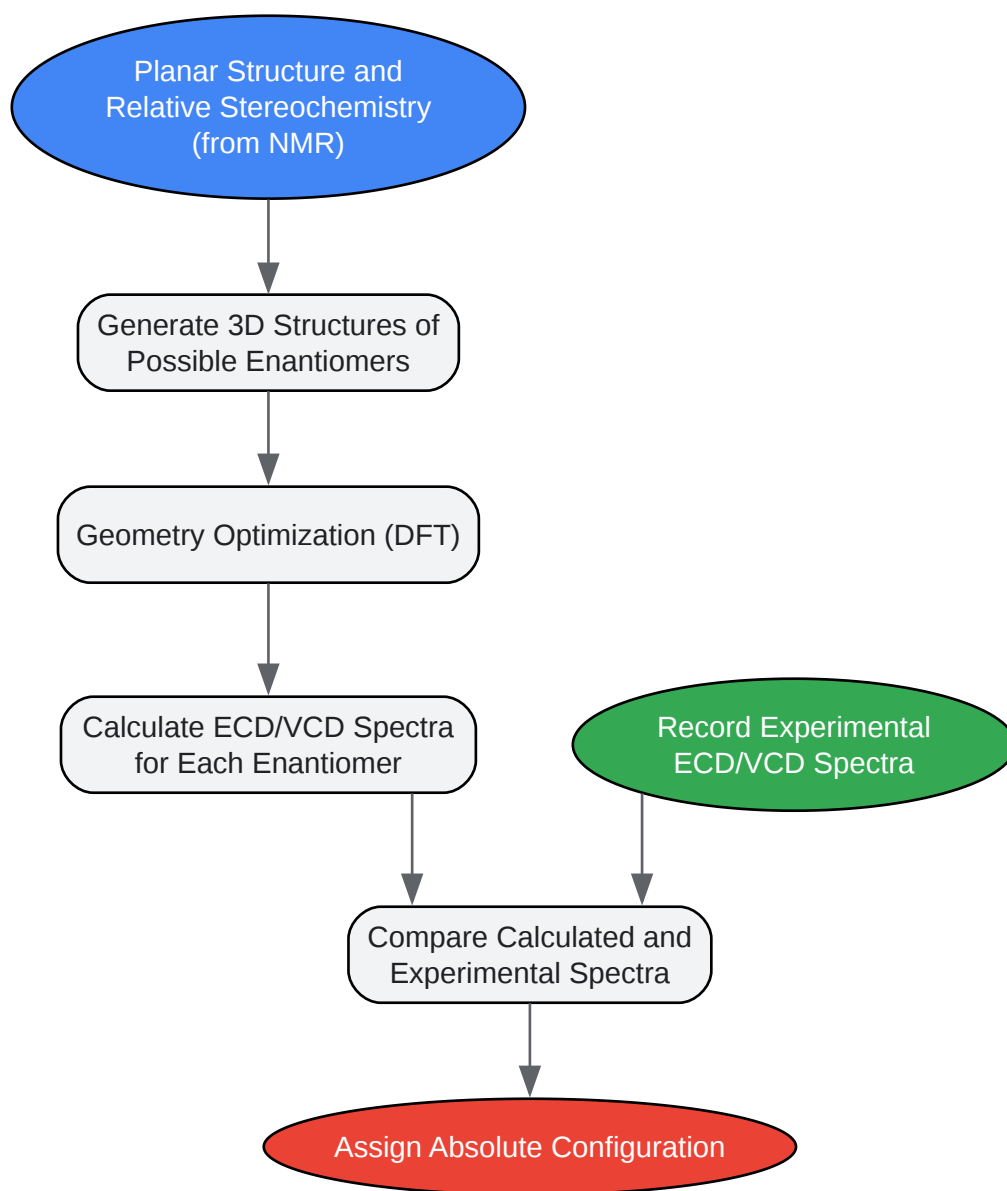 Planar Structure and
Relative Stereochemistry
(from NMR)
Generate 3D Structures of
Possible Enantiomers
Geometry Optimization (DFT)
Calculate ECD/VCD Spectra
for Each Enantiomer
Record Experimental
ECD/VCD Spectra
Compare Calculated and
Experimental Spectra
Assign Absolute Configuration